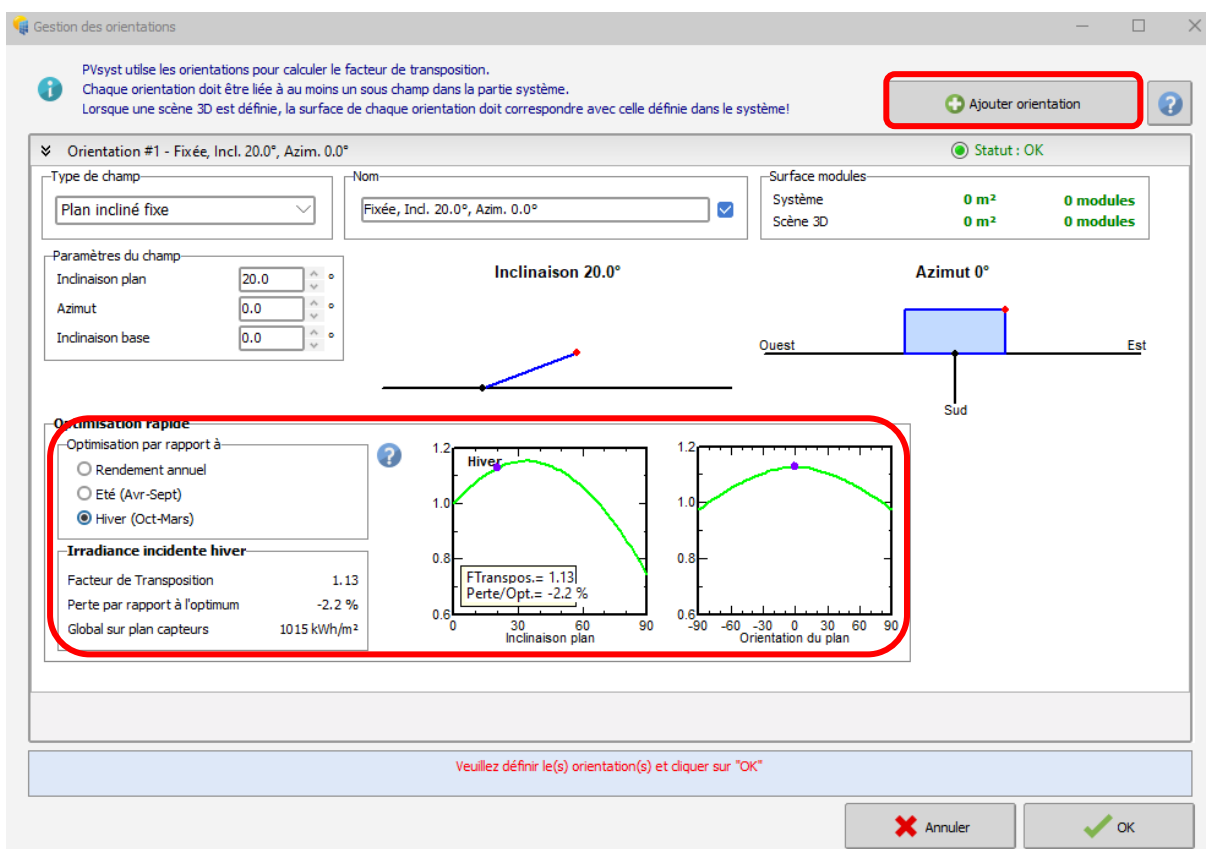 Gestion des orientations
PVsyst utilse les orientations pour calculer le facteur de transposition.
Chaque orientation doit être liée à au moins un sous champ dans la partie système.
Lorsque une scène 3D est définie, la surface de chaque orientation doit correspondre avec celle définie dans le système!
Ajouter orientation
Orientation #1 - Fixée, Incl. 20.0°, Azim. 0.0°
Statut : OK
Type de champ
Plan incliné fixe
Nom
Fixée, Incl. 20.0°, Azim. 0.0°
Surface modules
Système 0 m² 0 modules
Scène 3D 0 m² 0 modules
Paramètres du champ
Inclinaison plan 20.0 °
Azimut 0.0 °
Inclinaison base 0.0 °
Inclinaison 20.0°
Azimut 0°
Ouest
Est
Sud
Optimisation rapide
Optimisation par rapport à
Rendement annuel
Eté (Avr-Sept)
Hiver (Oct-Mars)
Irradiance incidente hiver
Facteur de Transposition 1.13
Perte par rapport à l'optimum -2.2 %
Global sur plan capteurs 1015 kWh/m²
1.2
1.0
0.8
0.6
Hiver
FTranspos.= 1.13
Perte/Opt.= -2.2 %
0 30 60 90
Inclinaison plan
1.2
1.0
0.8
0.6
-90 -60 -30 0 30 60 90
Orientation du plan
Veuillez définir le(s) orientation(s) et cliquer sur "OK"
Annuler
OK